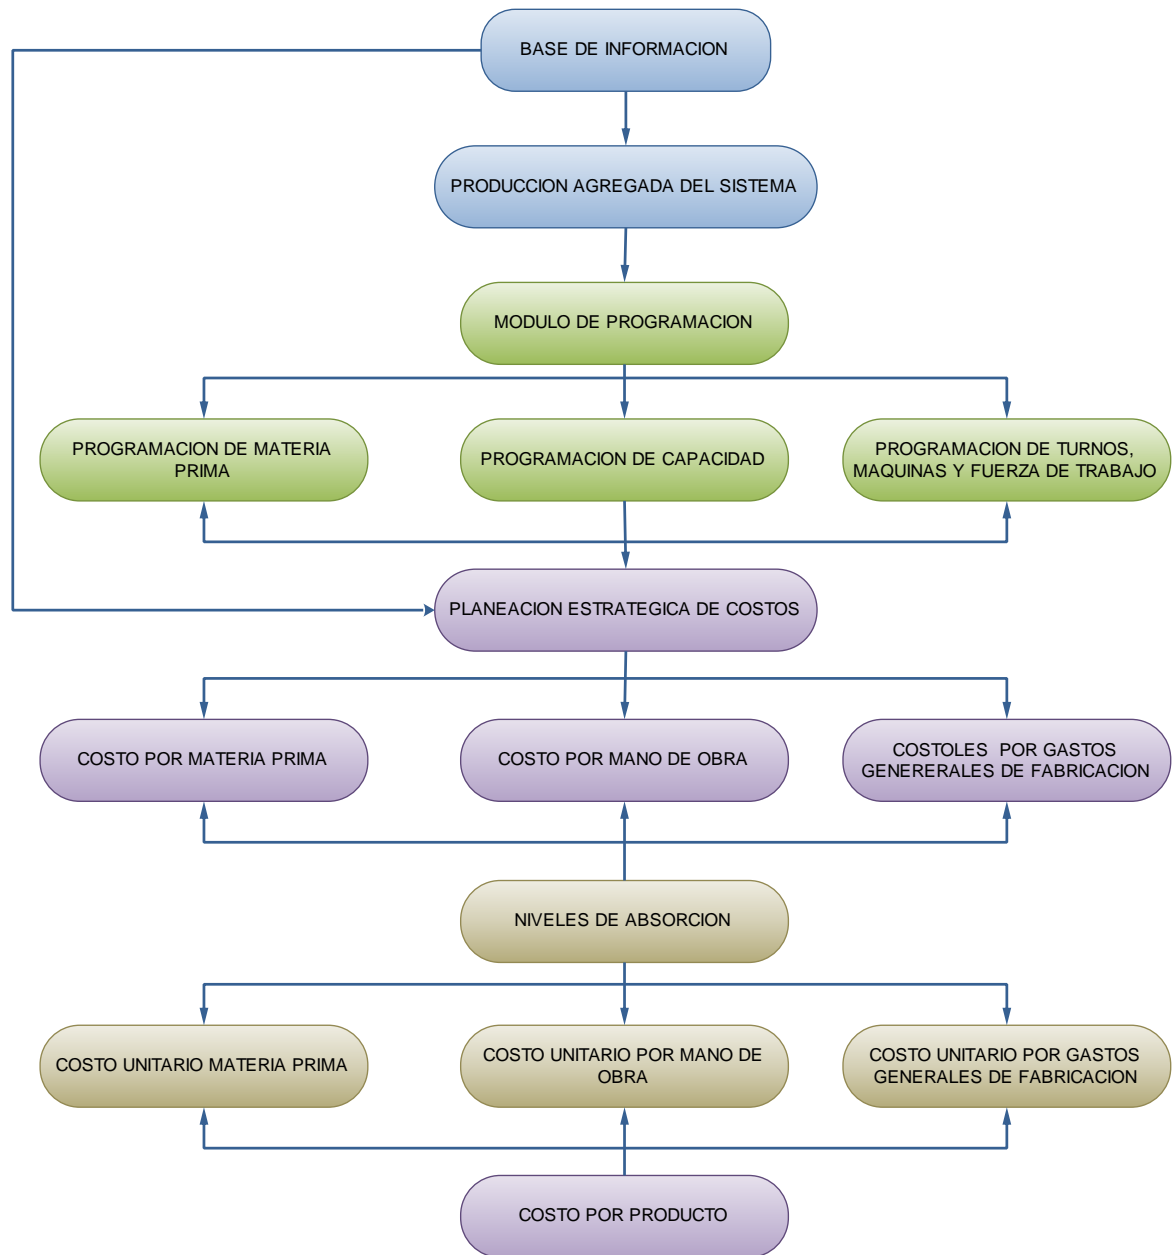 BASE DE INFORMACION
PRODUCCION AGREGADA DEL SISTEMA
MODULO DE PROGRAMACION
PROGRAMACION DE MATERIA
PRIMA
PROGRAMACION DE CAPACIDAD
PROGRAMACION DE TURNOS,
MAQUINAS Y FUERZA DE TRABAJO
PLANEACION ESTRATEGICA DE COSTOS
COSTO POR MATERIA PRIMA
COSTO POR MANO DE OBRA
COSTOLES  POR GASTOS
GENERERALES DE FABRICACION
NIVELES DE ABSORCION
COSTO UNITARIO MATERIA PRIMA
COSTO UNITARIO POR MANO DE
OBRA
COSTO UNITARIO POR GASTOS
GENERALES DE FABRICACION
COSTO POR PRODUCTO